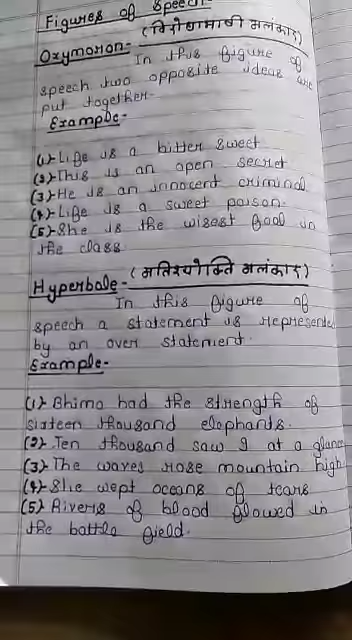 Figures of Speech
Oxymoron- (विरोधाभाषी अलंकार)
In this figure of
speech two opposite ideas are
put together-
Example-
(1) Life is a bitter sweet
(2) This is an open secret
(3) He is an innocent criminal
(4) Life is a sweet poison.
(5) She is the wisest fool in
the class
Hyperbole- (अतिश्योक्ति अलंकार)
In this figure of
speech a statement is represented
by an over statement.
Example-
(1) Bhima had the strength of
sixteen thousand elephants.
(2) Ten thousand saw I at a glance
(3) The waves rose mountain high
(4) She wept oceans of tears
(5) Rivers of blood flowed in
the battle field.